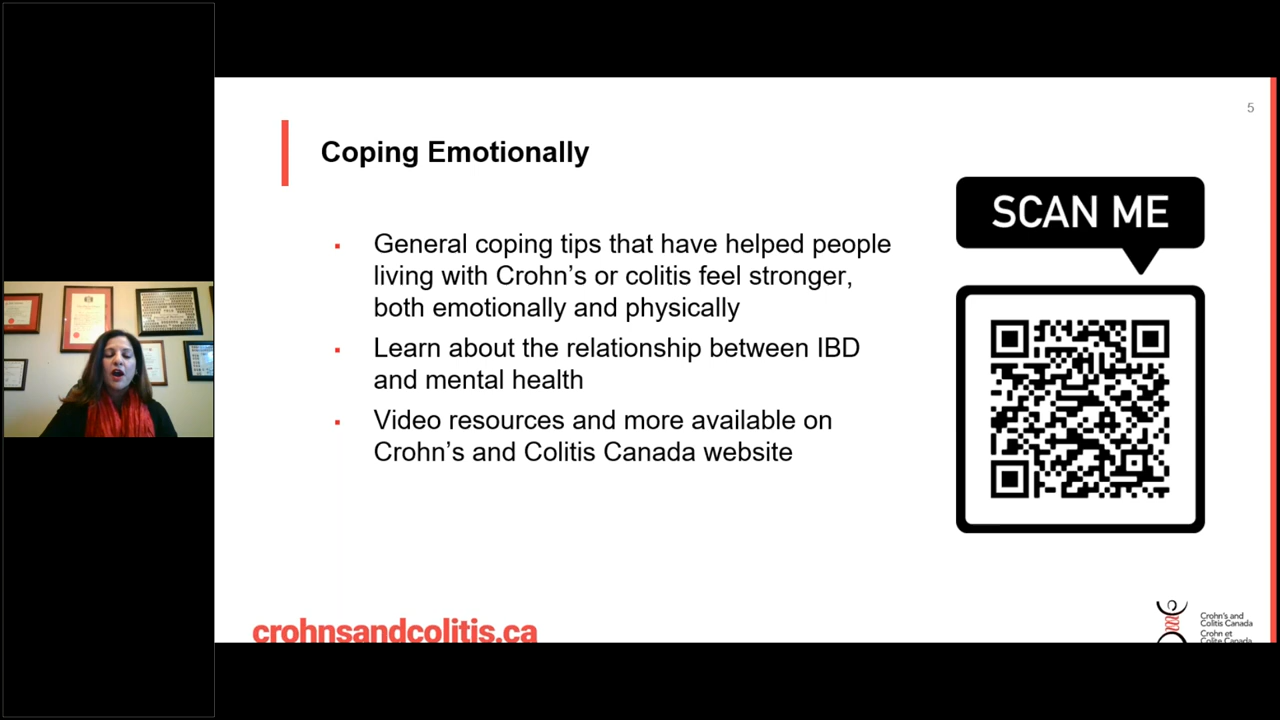 5
Coping Emotionally
SCAN ME
▪ General coping tips that have helped people
living with Crohn’s or colitis feel stronger,
both emotionally and physically
▪ Learn about the relationship between IBD
and mental health
▪ Video resources and more available on
Crohn’s and Colitis Canada website
crohnsandcolitis.ca
Crohn's and
Colitis Canada
Crohn et
Colite Canada